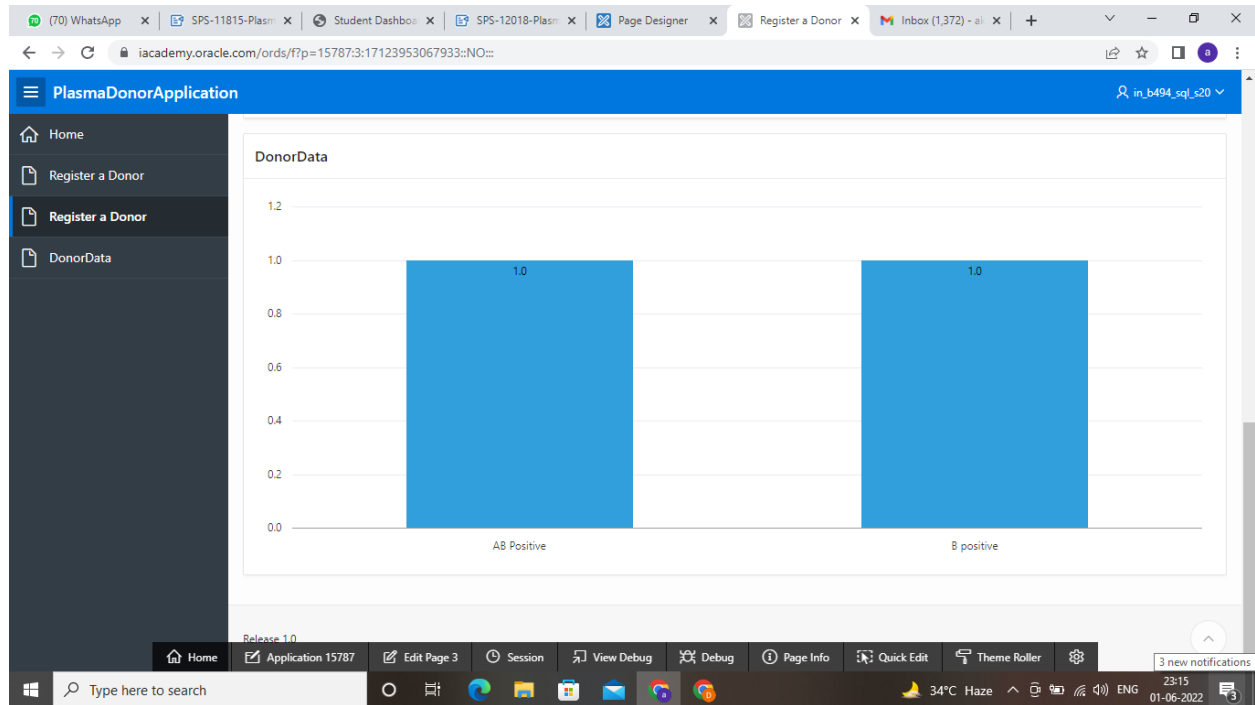 (70) WhatsApp
SPS-11815-Plasm
Student Dashboa
SPS-12018-Plasm
Page Designer
Register a Donor
Inbox (1,372) - al
iacademy.oracle.com/ords/f?p=15787:3:17123953067933::NO:::
a
PlasmaDonorApplication
in_b494_sql_s20
Home
Register a Donor
Register a Donor
DonorData
DonorData
1.2
1.0
0.8
0.6
0.4
0.2
0.0
1.0
1.0
AB Positive
B positive
Release 1.0
Home
Application 15787
Edit Page 3
Session
View Debug
Debug
Page Info
Quick Edit
Theme Roller
3 new notifications
Type here to search
34°C Haze
ENG
23:15
01-06-2022
3